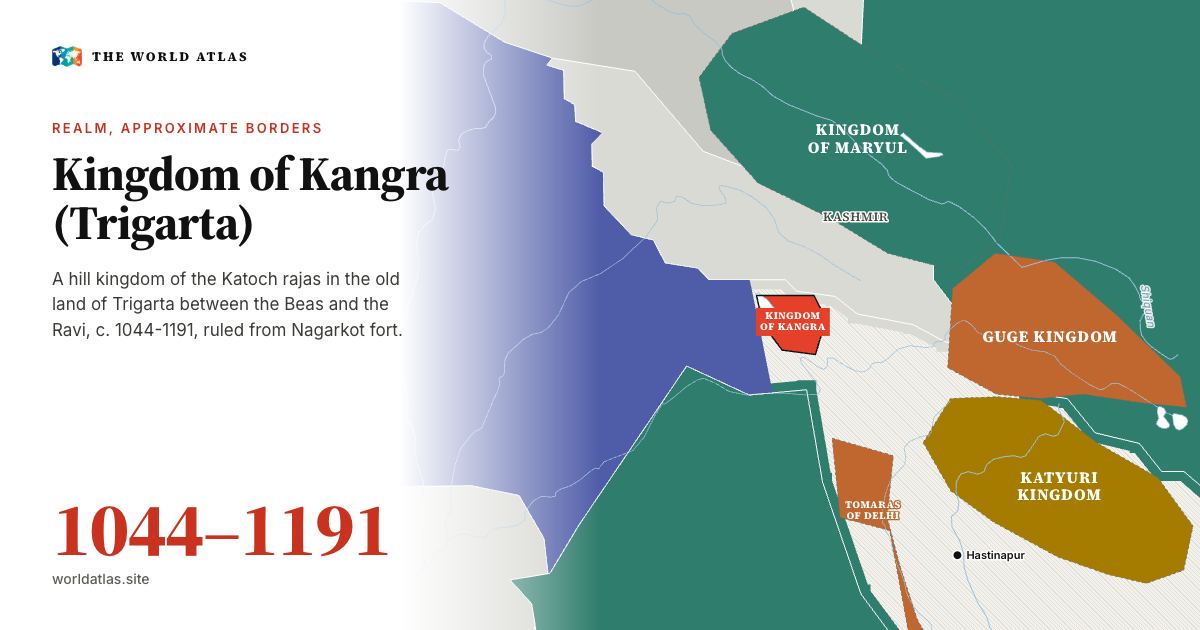 THE WORLD ATLAS
REALM, APPROXIMATE BORDERS
Kingdom of Kangra
(Trigarta)
A hill kingdom of the Katoch rajas in the old
land of Trigarta between the Beas and the
Ravi, c. 1044-1191, ruled from Nagarkot fort.
1044–1191
worldatlas.site
KINGDOM
OF MARYUL
KASHMIR
Shiquan
KINGDOM
OF KANGRA
GUGE KINGDOM
KATYURI
KINGDOM
TOMARAS
OF DELHI
Hastinapur